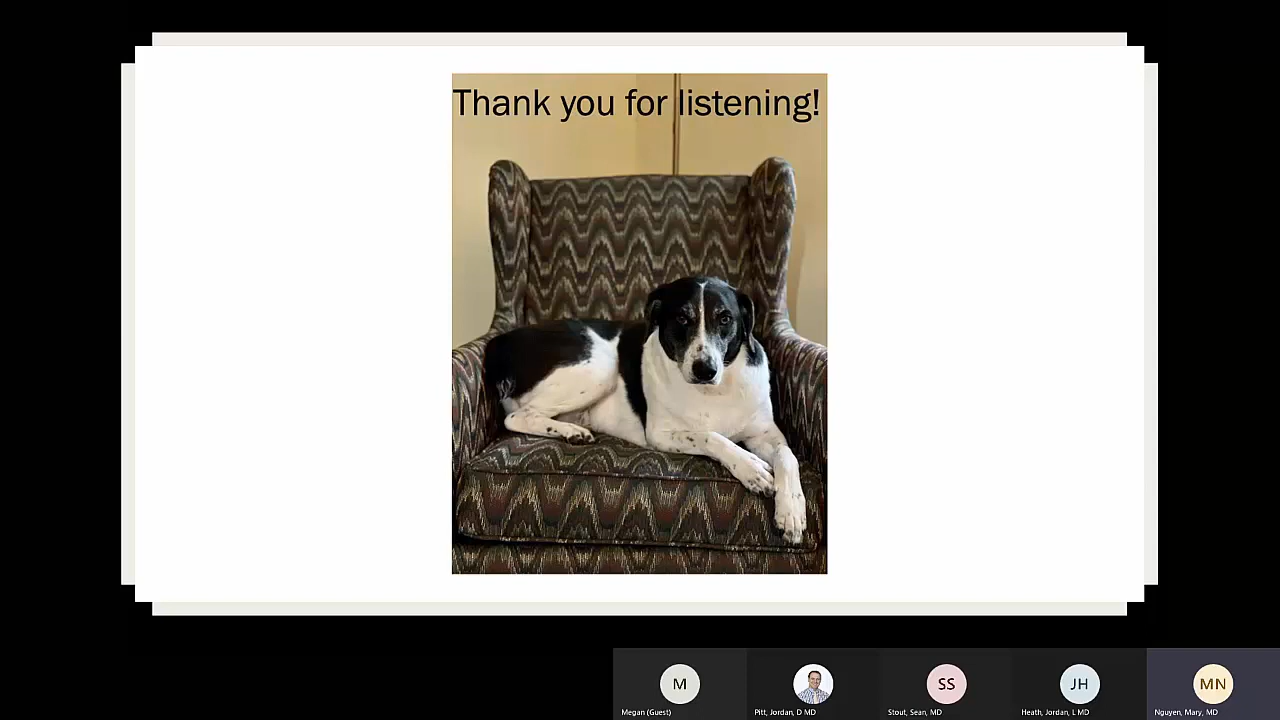 Thank you for listening!
M
Megan (Guest)
Pitt, Jordan, D MD
SS
Stout, Sean, MD
JH
Heath, Jordan, L MD
MN
Nguyen, Mary, MD